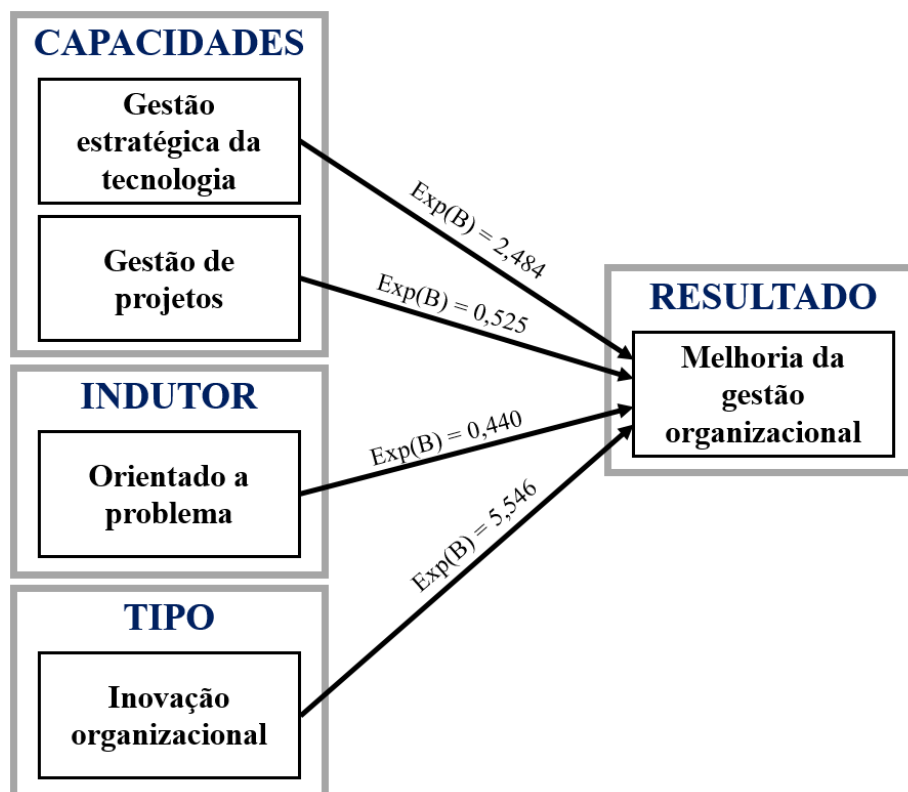 CAPACIDADES
Gestão
estratégica da
tecnologia
Gestão de
projetos
INDUTOR
Orientado a
problema
TIPO
Inovação
organizacional
Exp(B) = 2,484
Exp(B) = 0,525
Exp(B) = 0,440
Exp(B) = 5,546
RESULTADO
Melhoria da
gestão
organizacional